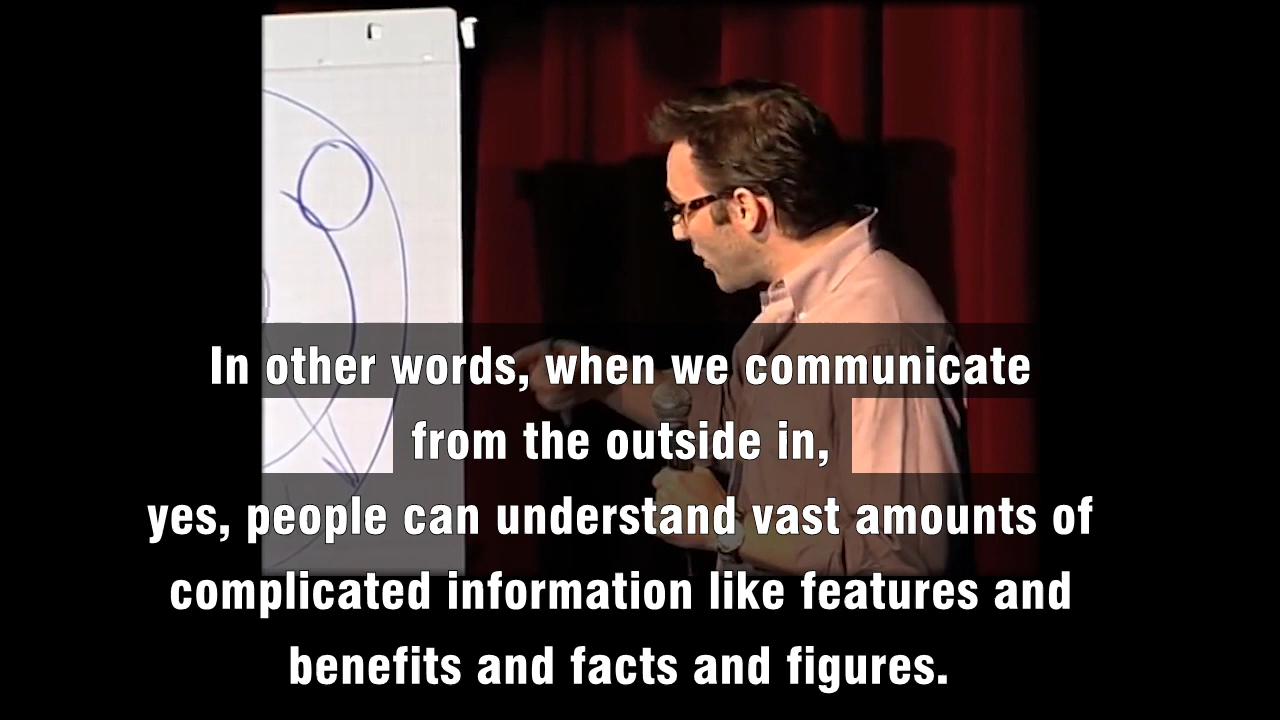 In other words, when we communicate
from the outside in,
yes, people can understand vast amounts of
complicated information like features and
benefits and facts and figures.